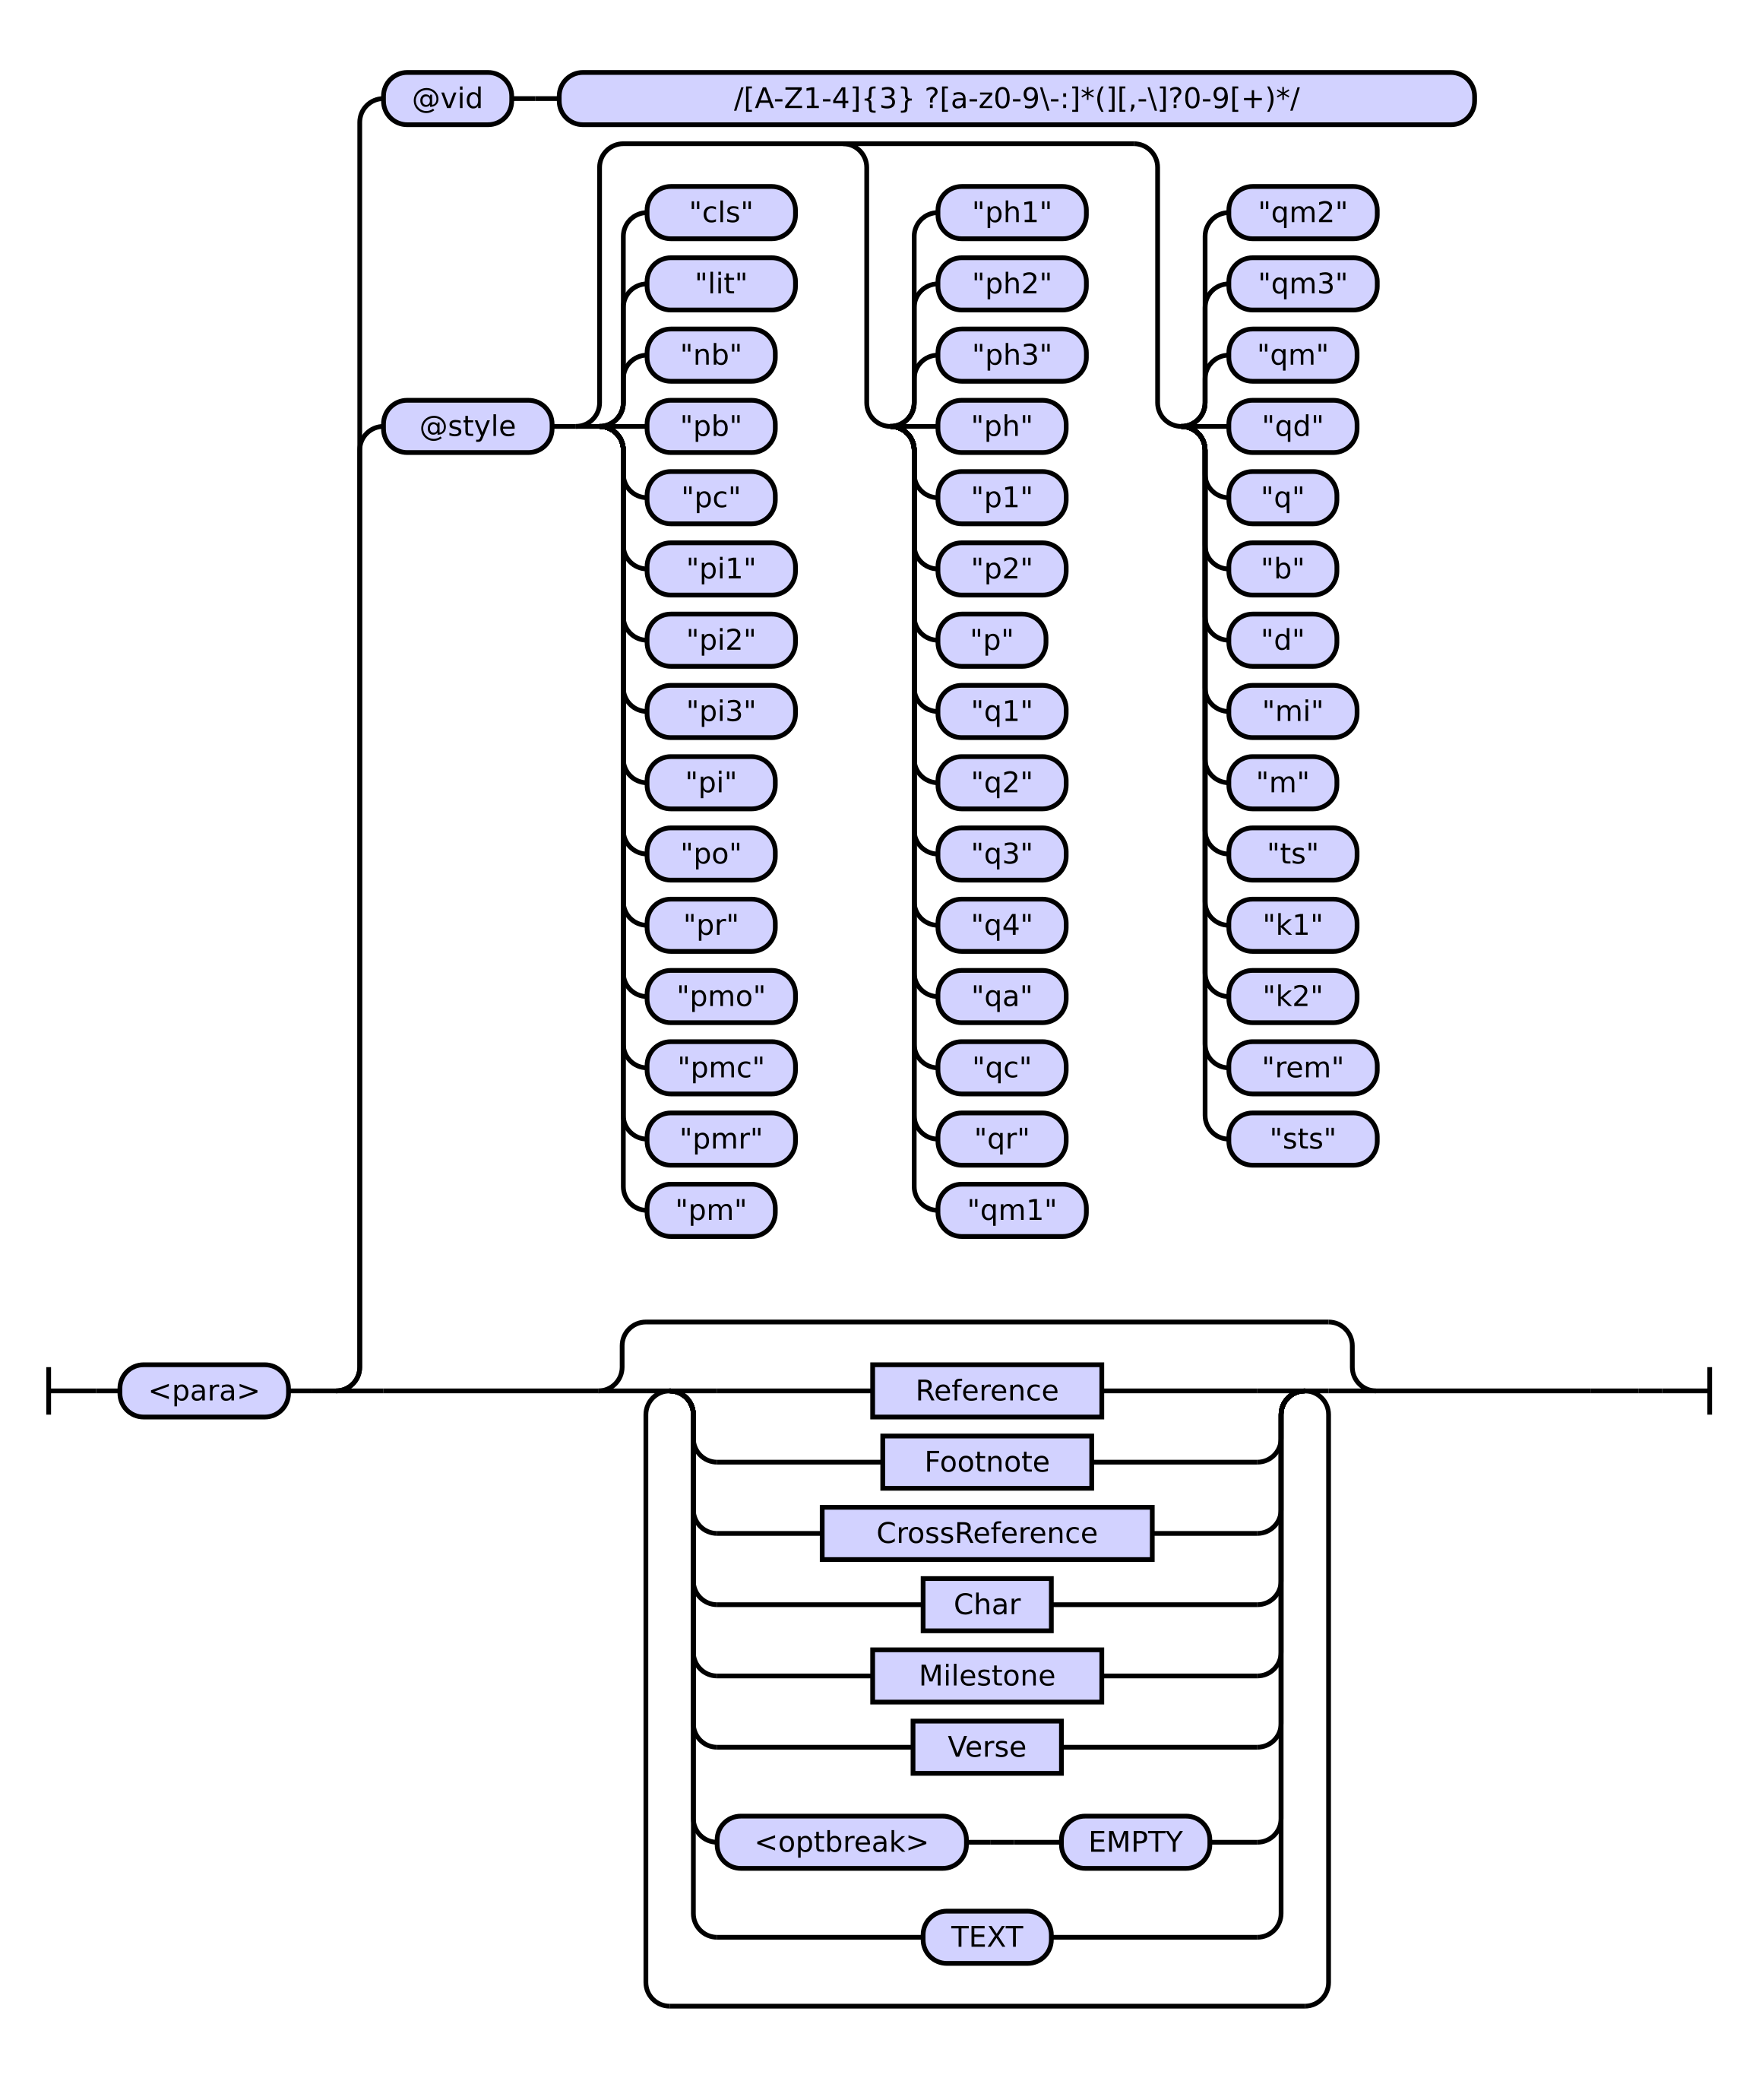 @vid
/[A-Z1-4]{3} ?[a-z0-9\-:]*(][,-\]?0-9[+)*/
@style
"cls"
"lit"
"nb"
"pb"
"pc"
"pi1"
"pi2"
"pi3"
"pi"
"po"
"pr"
"pmo"
"pmc"
"pmr"
"pm"
"ph1"
"ph2"
"ph3"
"ph"
"p1"
"p2"
"p"
"q1"
"q2"
"q3"
"q4"
"qa"
"qc"
"qr"
"qm1"
"qm2"
"qm3"
"qm"
"qd"
"q"
"b"
"d"
"mi"
"m"
"ts"
"k1"
"k2"
"rem"
"sts"
<para>
Reference
Footnote
CrossReference
Char
Milestone
Verse
<optbreak>
EMPTY
TEXT